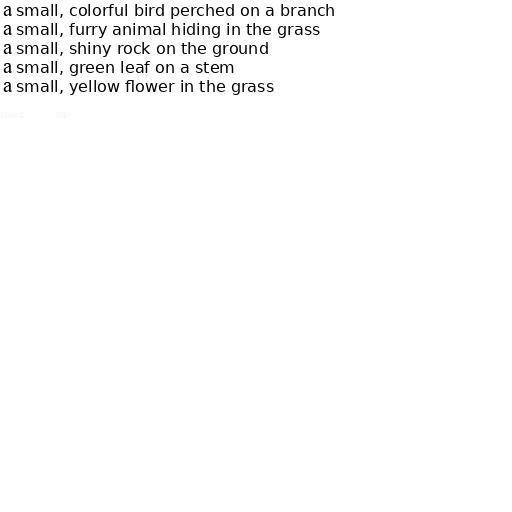 a small, colorful bird perched on a branch
a small, furry animal hiding in the grass
a small, shiny rock on the ground
a small, green leaf on a stem
a small, yellow flower in the grass